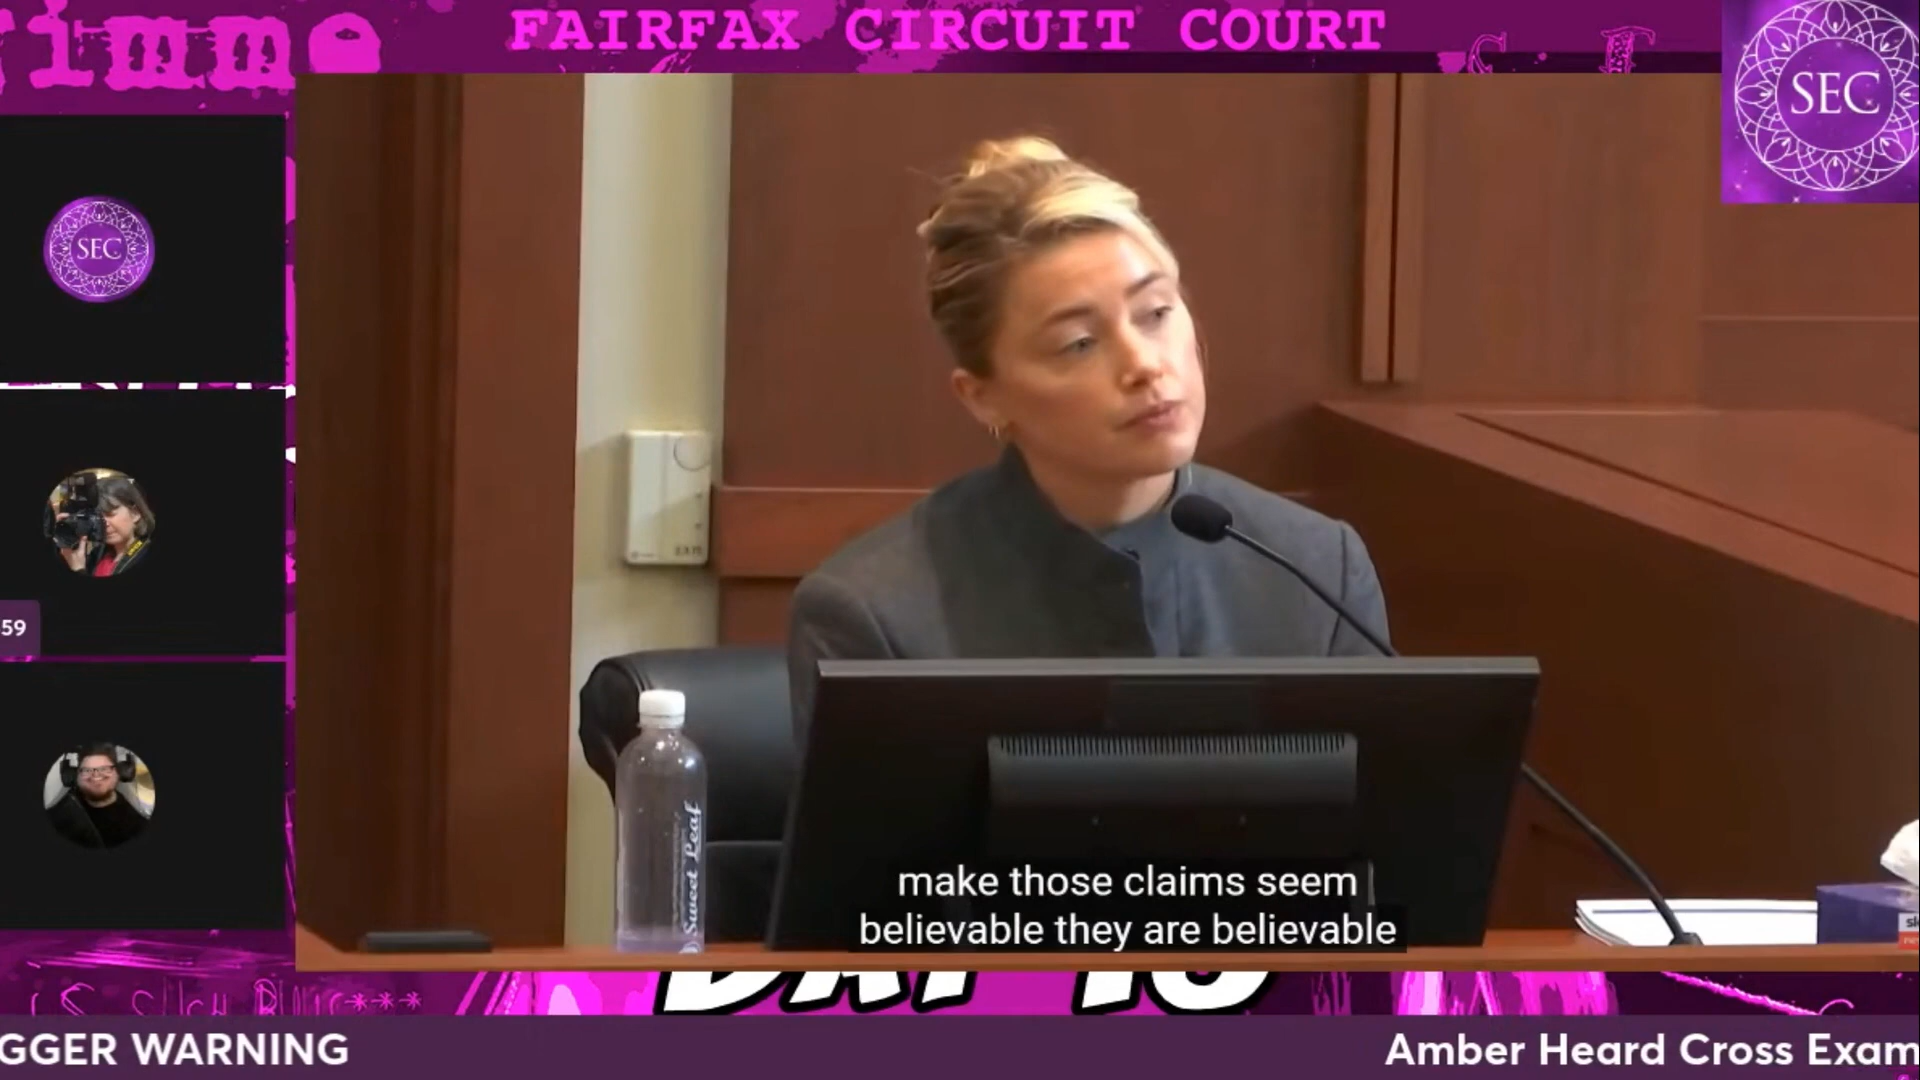 FAIRFAX CIRCUIT COURT
SEC
SEC
59
EXIT
Sweet Leaf
make those claims seem
believable they are believable
GGER WARNING
Amber Heard Cross Exam